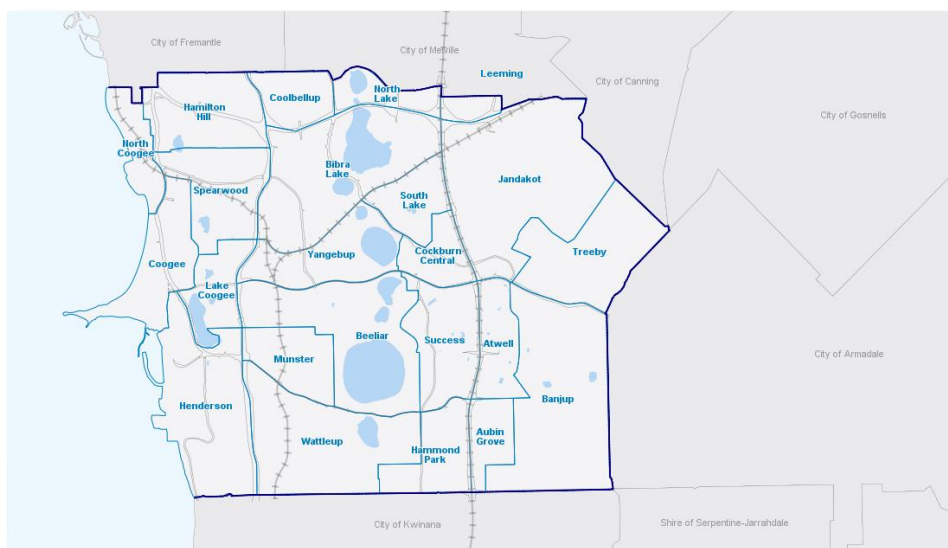 City of Fremantle
City of Melville
Leeming
City of Canning
City of Gosnells
Coolbellup
North
Lake
Hamilton
Hill
North
Coogee
Bibra
Lake
Jandakot
Spearwood
South
Lake
Treeby
Coogee
Yangebup
Cockburn
Central
Lake
Coogee
Beeliar
Success
Atwell
Munster
City of Armadale
Henderson
Banjup
Wattleup
Hammond
Park
Aubin
Grove
City of Kwinana
Shire of Serpentine-Jarrahdale